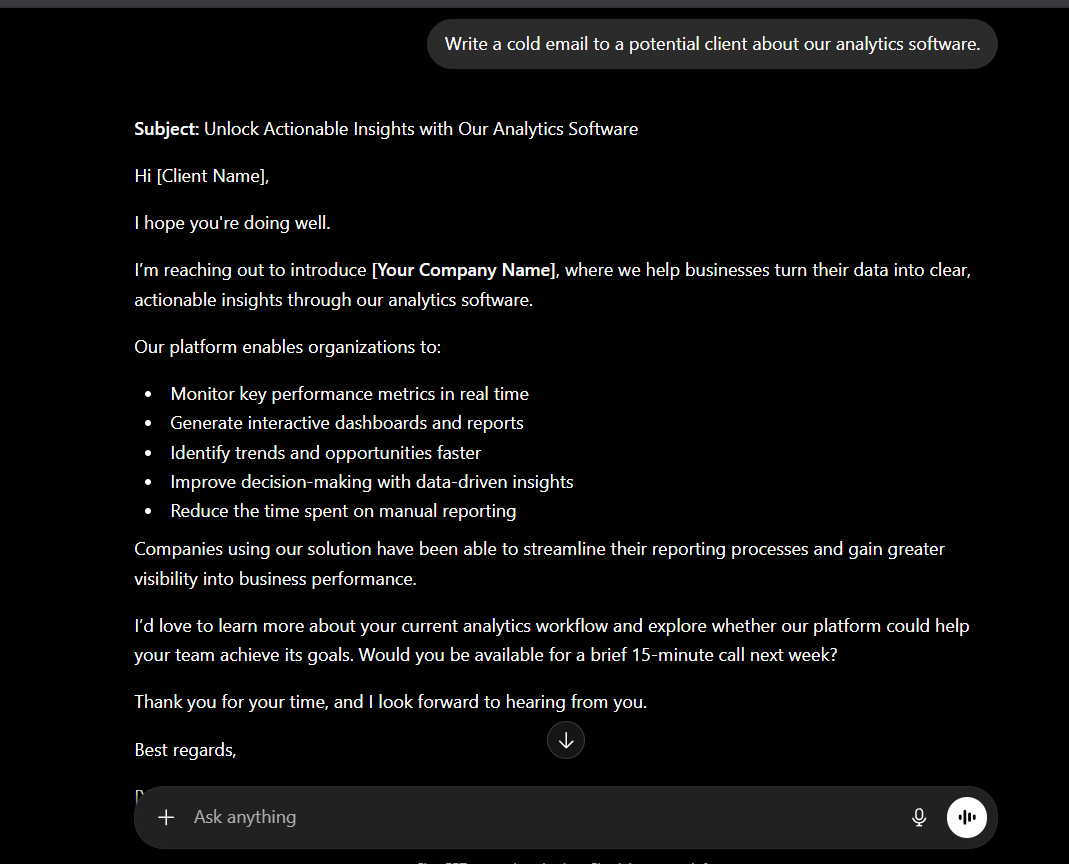 Write a cold email to a potential client about our analytics software.
Subject: Unlock Actionable Insights with Our Analytics Software
Hi [Client Name],
I hope you're doing well.
I’m reaching out to introduce [Your Company Name], where we help businesses turn their data into clear,
actionable insights through our analytics software.
Our platform enables organizations to:
• Monitor key performance metrics in real time
• Generate interactive dashboards and reports
• Identify trends and opportunities faster
• Improve decision-making with data-driven insights
• Reduce the time spent on manual reporting
Companies using our solution have been able to streamline their reporting processes and gain greater
visibility into business performance.
I’d love to learn more about your current analytics workflow and explore whether our platform could help
your team achieve its goals. Would you be available for a brief 15-minute call next week?
Thank you for your time, and I look forward to hearing from you.
Best regards,
Ask anything